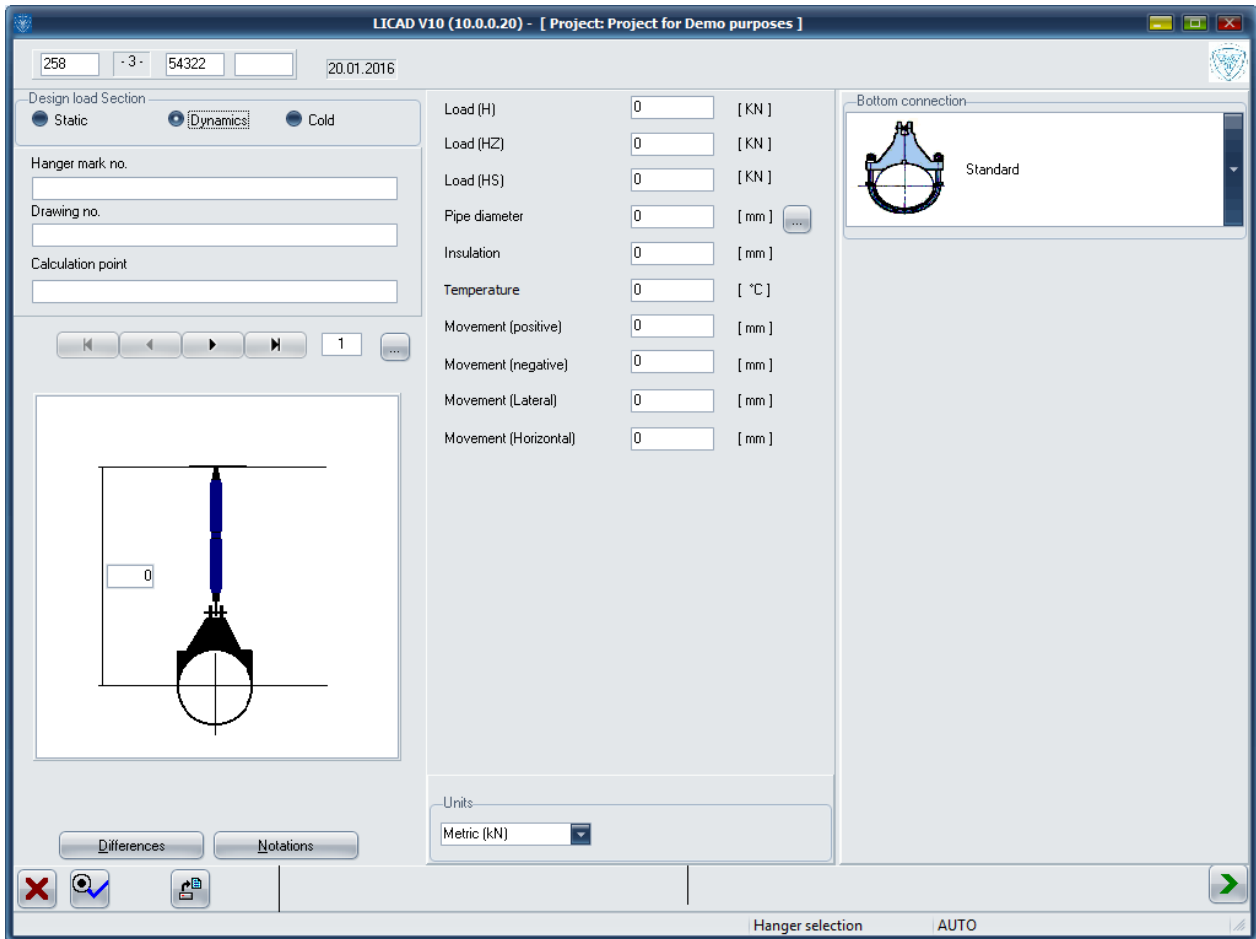 LICAD V10 (10.0.0.20) - [ Project: Project for Demo purposes ]
258 - 3 - 54322 20.01.2016
Design load Section
Static Dynamics Cold
Hanger mark no.
Drawing no.
Calculation point
1 ...
0
Differences Notations
Load (H) 0 [ KN ]
Load (HZ) 0 [ KN ]
Load (HS) 0 [ KN ]
Pipe diameter 0 [ mm ] ...
Insulation 0 [ mm ]
Temperature 0 [ °C ]
Movement (positive) 0 [ mm ]
Movement (negative) 0 [ mm ]
Movement (Lateral) 0 [ mm ]
Movement (Horizontal) 0 [ mm ]
Units
Metric (kN)
Bottom connection
Standard
Hanger selection AUTO